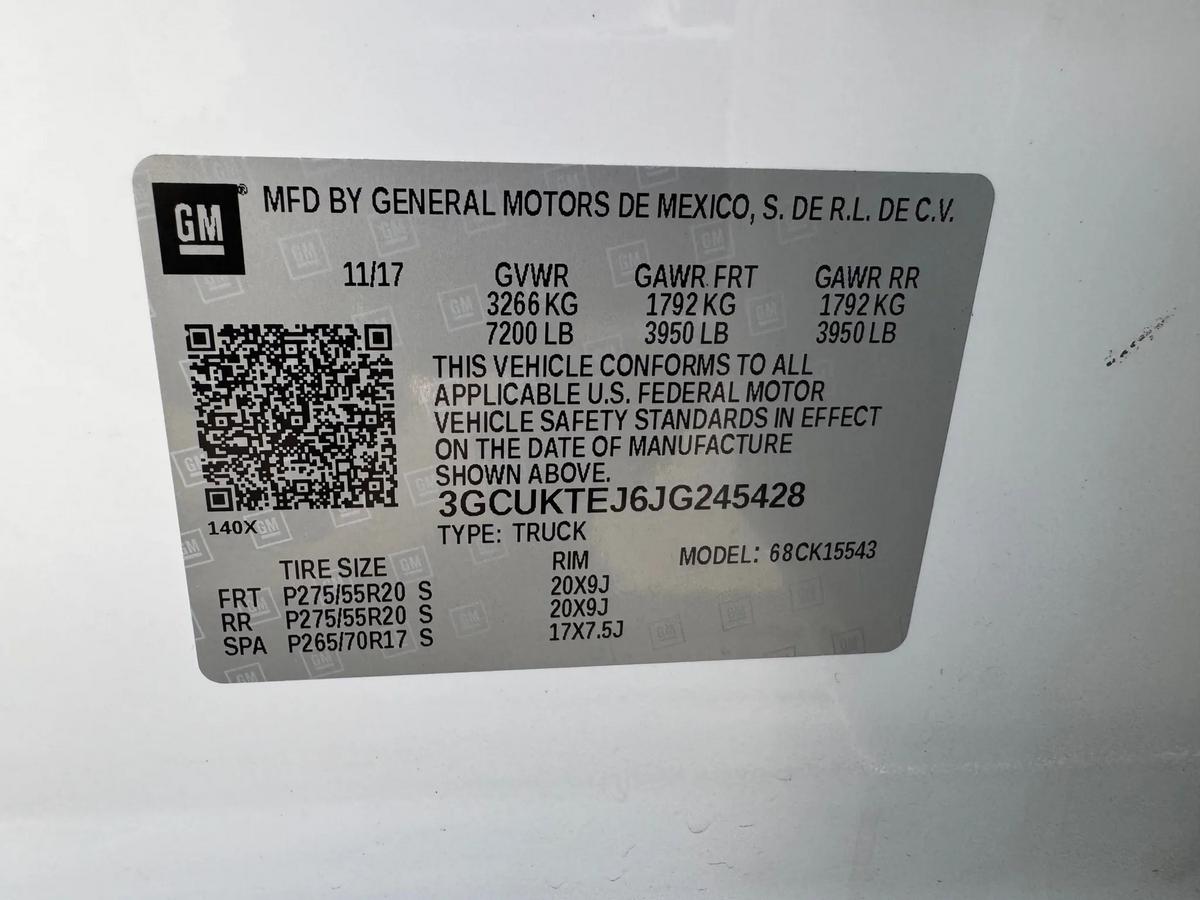 GM® MFD BY GENERAL MOTORS DE MEXICO, S. DE R.L. DE C.V.
11/17 GVWR GAWR FRT GAWR RR
3266 KG 1792 KG 1792 KG
7200 LB 3950 LB 3950 LB
THIS VEHICLE CONFORMS TO ALL
APPLICABLE U.S. FEDERAL MOTOR
VEHICLE SAFETY STANDARDS IN EFFECT
ON THE DATE OF MANUFACTURE
SHOWN ABOVE.
3GCUKTEJ6JG245428
140X
TYPE: TRUCK
MODEL: 68CK15543
TIRE SIZE RIM
FRT P275/55R20 S 20X9J
RR P275/55R20 S 20X9J
SPA P265/70R17 S 17X7.5J